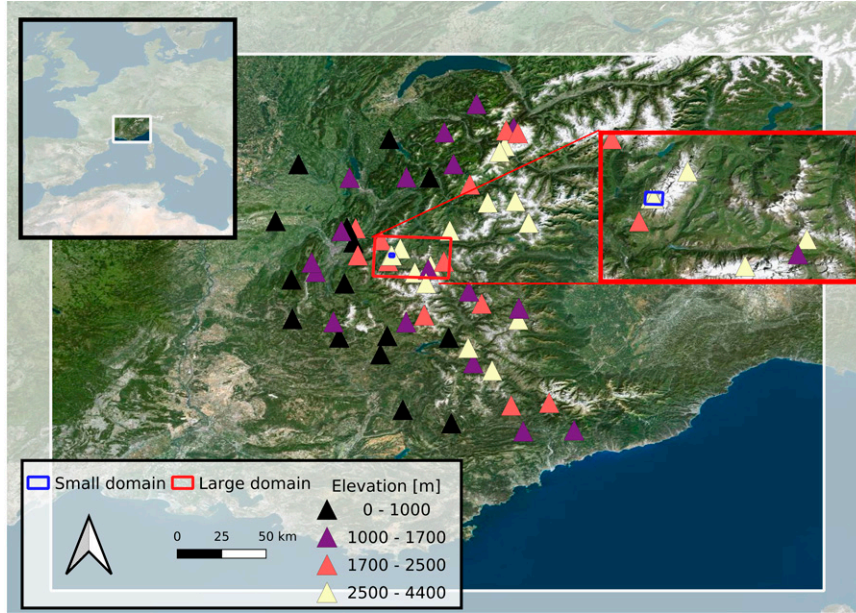 Small domain
Large domain
Elevation [m]
0 - 1000
1000 - 1700
1700 - 2500
2500 - 4400
0 25 50 km